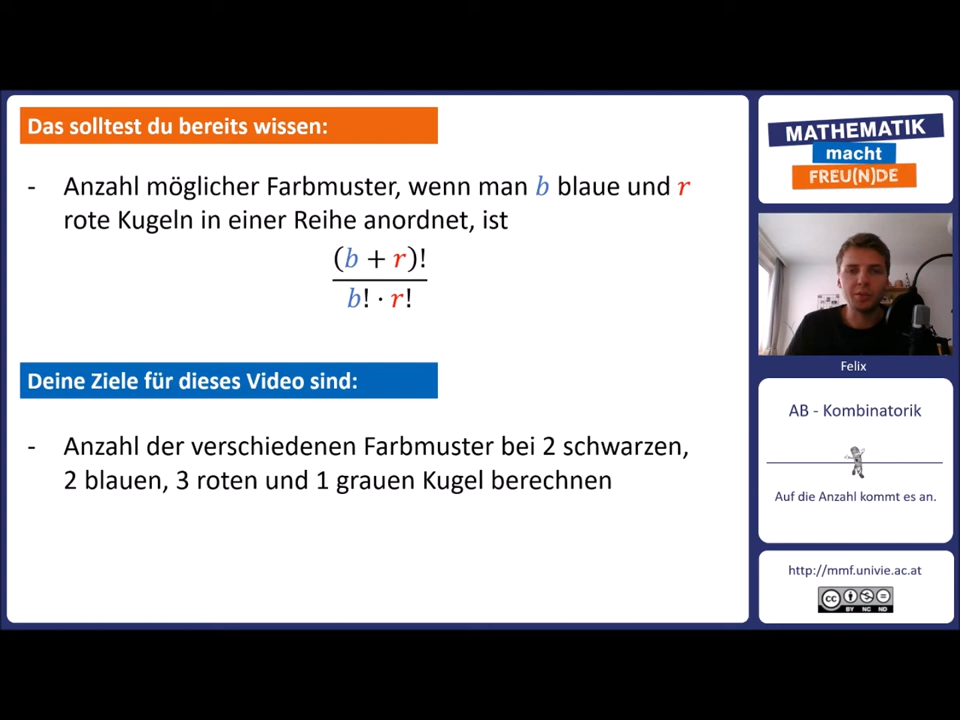 Das solltest du bereits wissen:
- Anzahl möglicher Farbmuster, wenn man b blaue und r
rote Kugeln in einer Reihe anordnet, ist
(b + r)!
b! · r!
Deine Ziele für dieses Video sind:
- Anzahl der verschiedenen Farbmuster bei 2 schwarzen,
2 blauen, 3 roten und 1 grauen Kugel berechnen
MATHEMATIK
macht
FREU(N)DE
Felix
AB - Kombinatorik
Auf die Anzahl kommt es an.
http://mmf.univie.ac.at
cc
BY NC ND